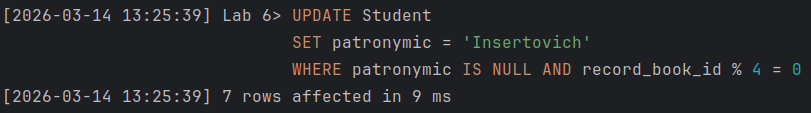 [2026-03-14 13:25:39] Lab 6> UPDATE Student
SET patronymic = 'Insertovich'
WHERE patronymic IS NULL AND record_book_id % 4 = 0
[2026-03-14 13:25:39] 7 rows affected in 9 ms